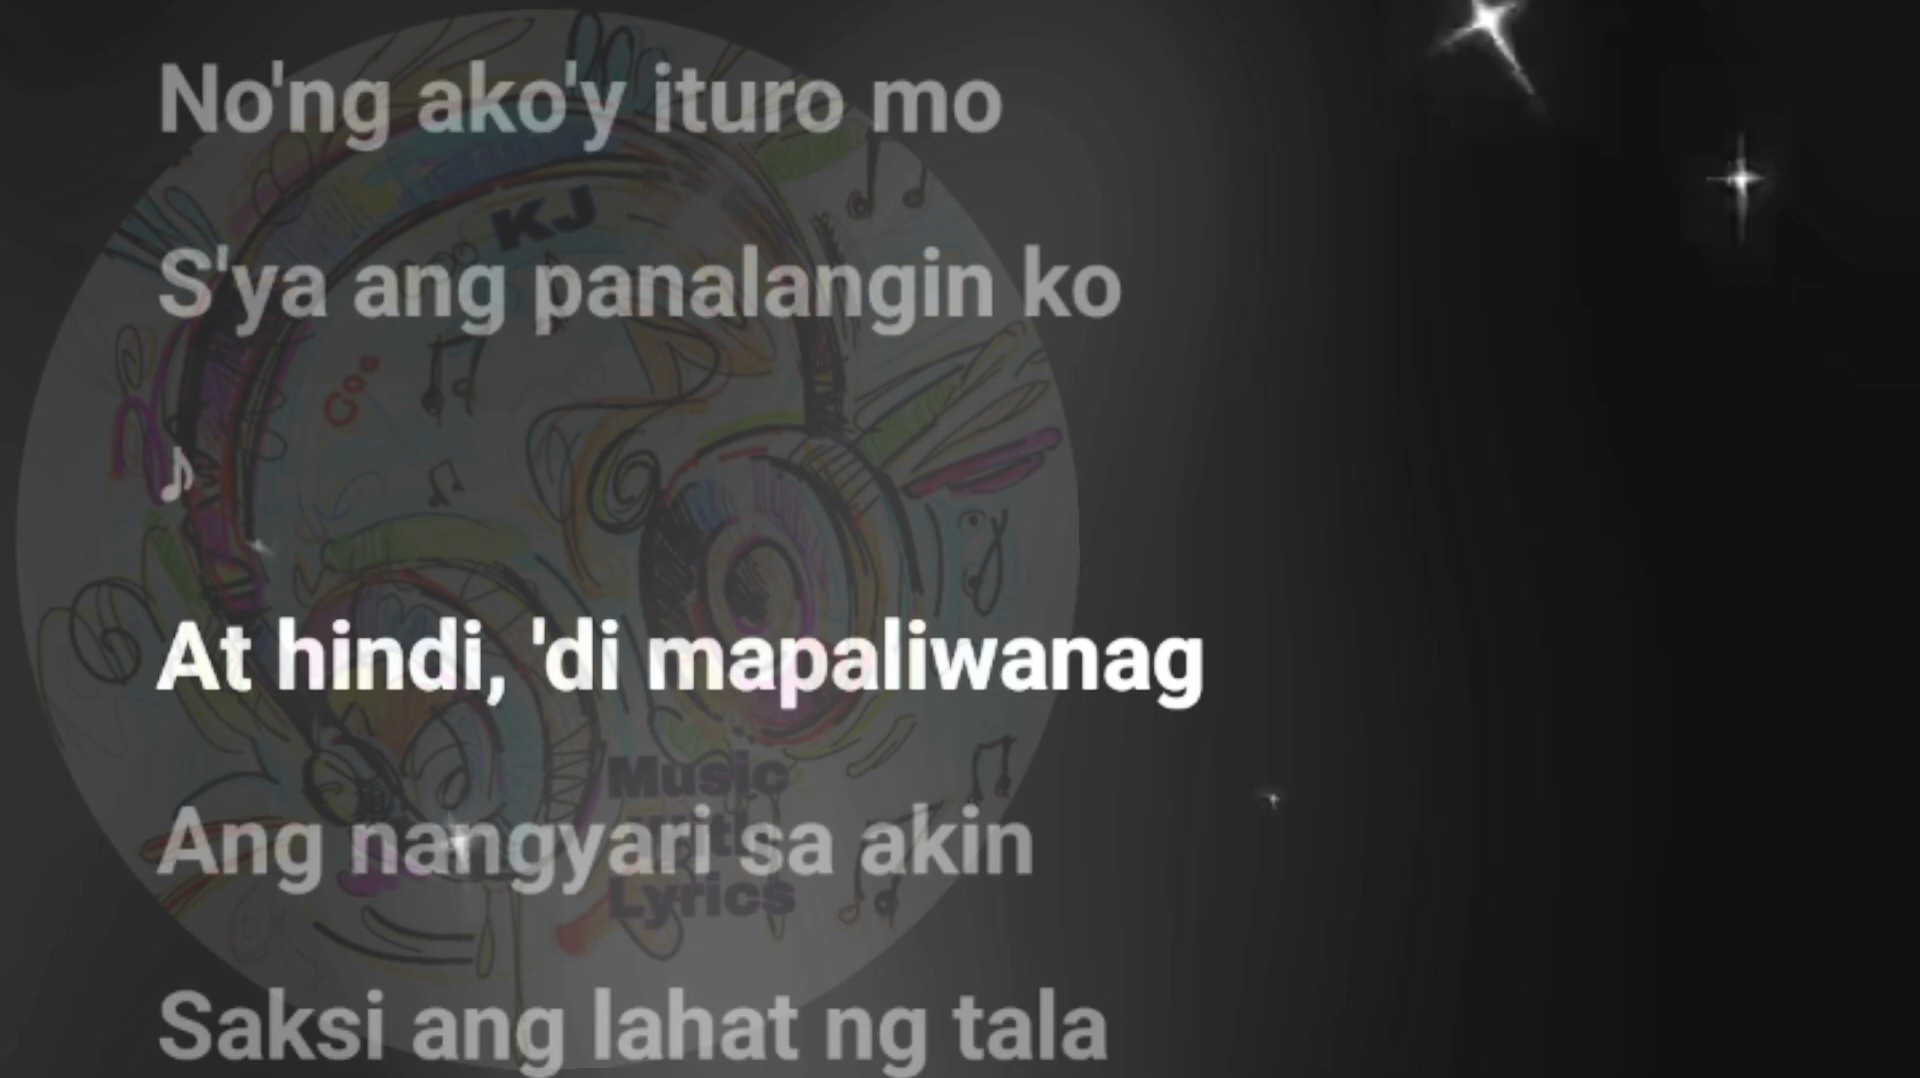 No'ng ako'y ituro mo
KJ
S'ya ang panalangin ko
♪
At hindi, 'di mapaliwanag
Music
With
Ang nangyari sa akin
Lyrics
Saksi ang lahat ng tala